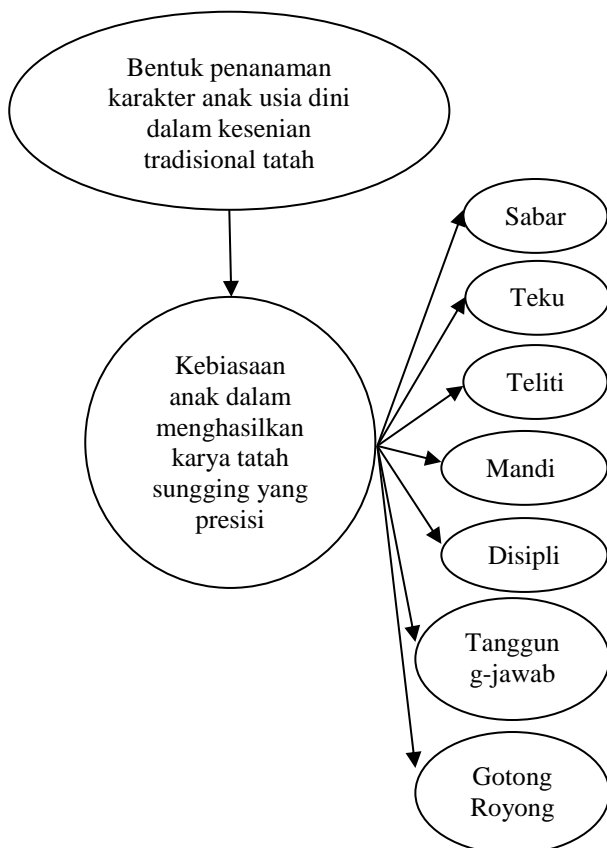 Bentuk penanaman
karakter anak usia dini
dalam kesenian
tradisional tatah
Kebiasaan
anak dalam
menghasilkan
karya tatah
sungging yang
presisi
Sabar
Teku
Teliti
Mandi
Disipli
Tanggun
g-jawab
Gotong
Royong